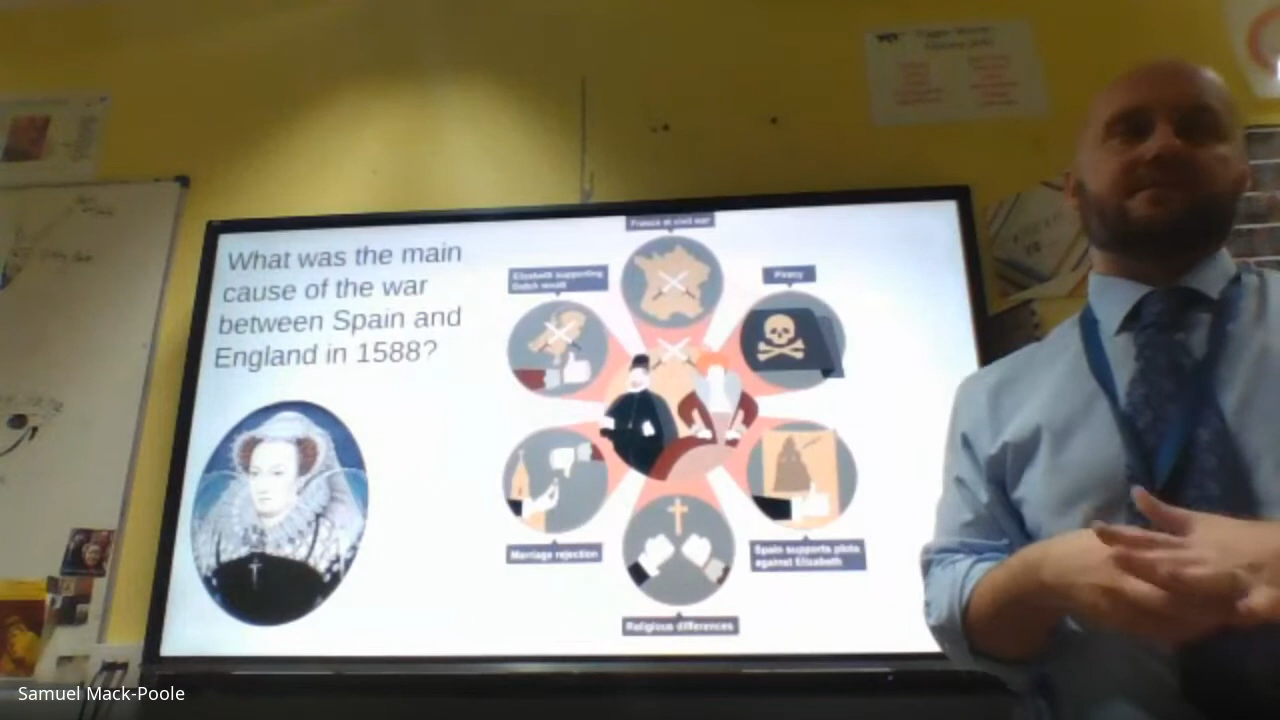 What was the main
cause of the war
between Spain and
England in 1588?
France at civil war
Elizabeth supporting
Dutch revolt
Piracy
Marriage rejection
Spain supports plots
against Elizabeth
Religious differences
Samuel Mack-Poole